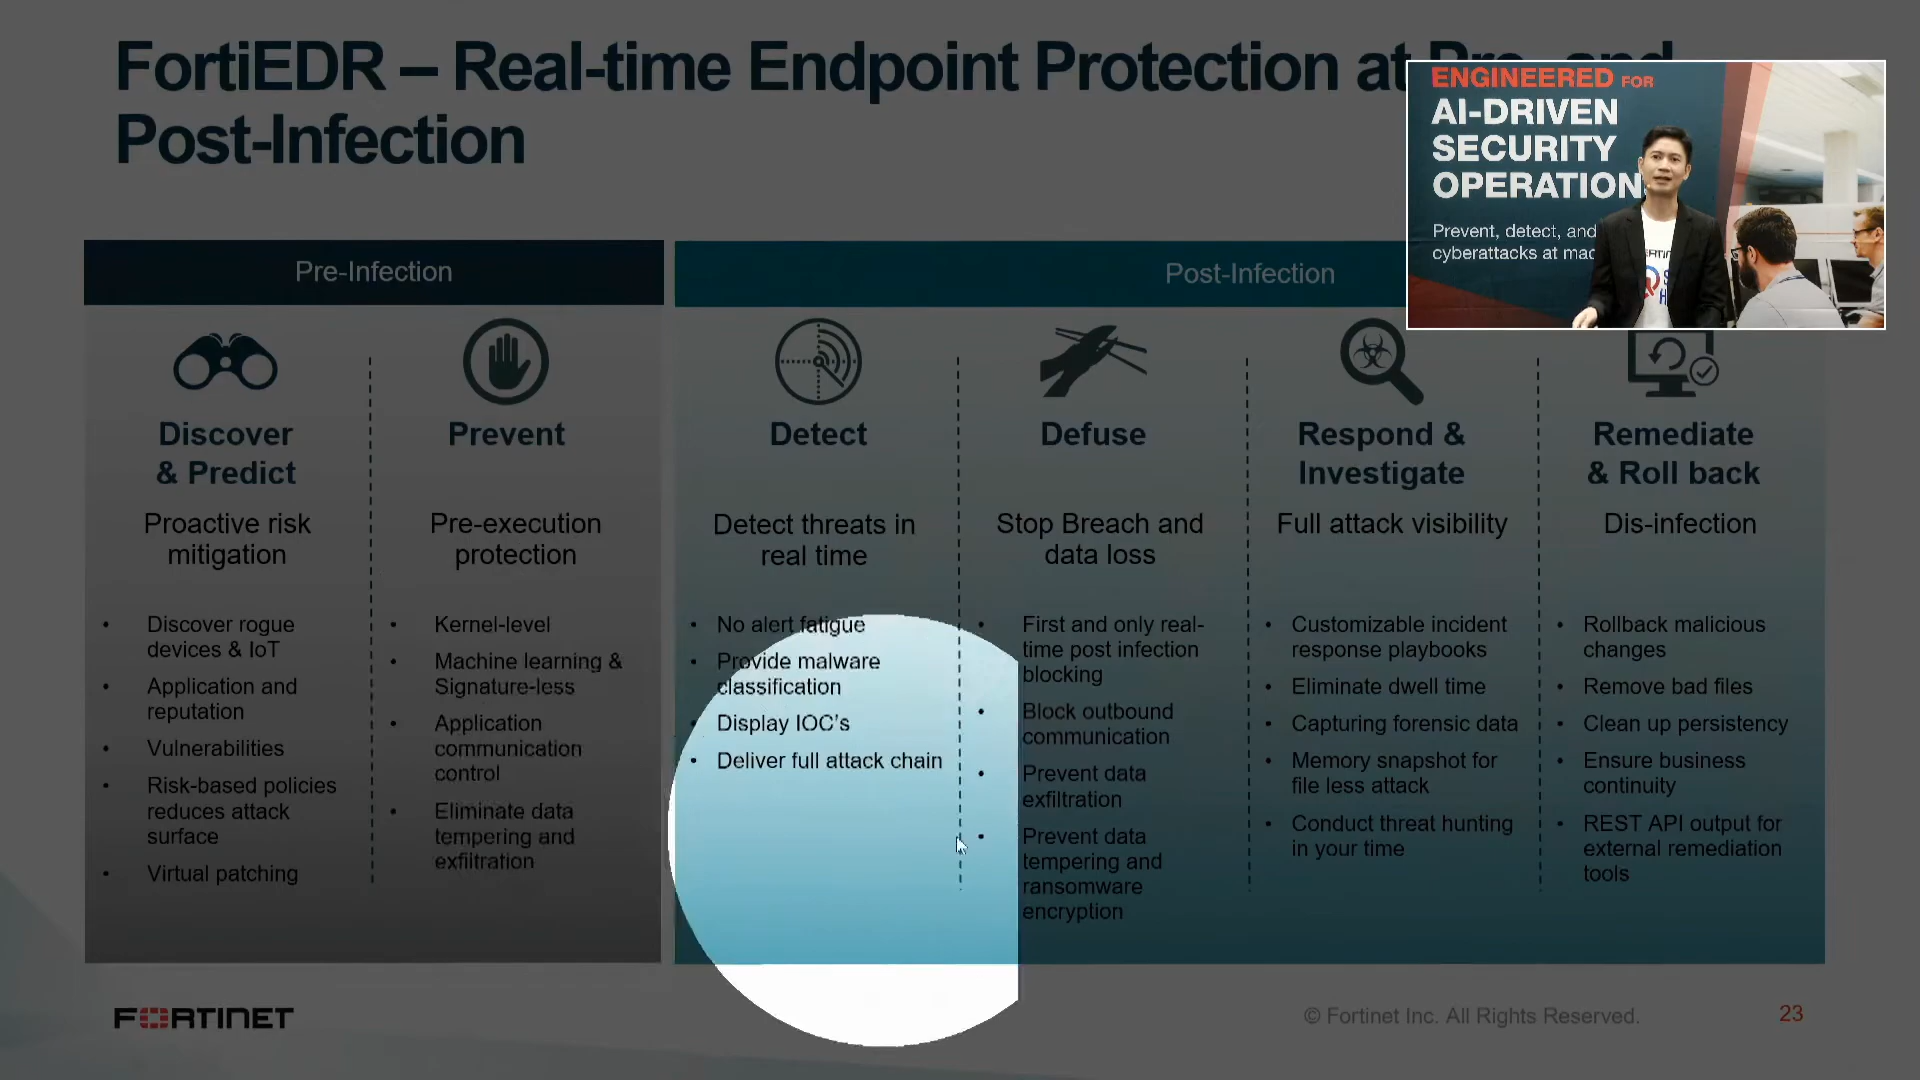 FortiEDR – Real-time Endpoint Protection at Pre- and
Post-Infection
ENGINEERED FOR
AI-DRIVEN
SECURITY
OPERATION
Prevent, detect, and
cyberattacks at mac
Pre-Infection
Post-Infection
Discover
& Predict
Proactive risk
mitigation
• Discover rogue
devices & IoT
• Application and
reputation
• Vulnerabilities
• Risk-based policies
reduces attack
surface
• Virtual patching
Prevent
Pre-execution
protection
• Kernel-level
• Machine learning &
Signature-less
• Application
communication
control
• Eliminate data
tempering and
exfiltration
Detect
Detect threats in
real time
• No alert fatigue
• Provide malware
classification
• Display IOC's
• Deliver full attack chain
Defuse
Stop Breach and
data loss
• First and only real-
time post infection
blocking
• Block outbound
communication
• Prevent data
exfiltration
• Prevent data
tempering and
ransomware
encryption
Respond &
Investigate
Full attack visibility
• Customizable incident
response playbooks
• Eliminate dwell time
• Capturing forensic data
• Memory snapshot for
file less attack
• Conduct threat hunting
in your time
Remediate
& Roll back
Dis-infection
• Rollback malicious
changes
• Remove bad files
• Clean up persistency
• Ensure business
continuity
• REST API output for
external remediation
tools
FORTINET
© Fortinet Inc. All Rights Reserved.
23